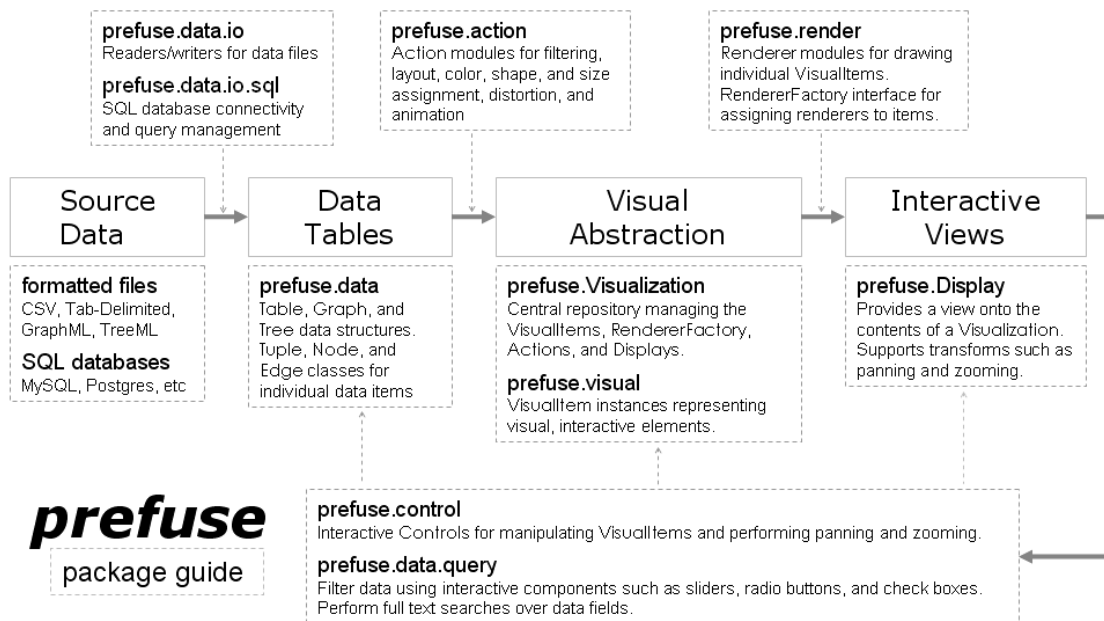 prefuse.data.io
Readers/writers for data files
prefuse.data.io.sql
SQL database connectivity
and query management
prefuse.action
Action modules for filtering,
layout, color, shape, and size
assignment, distortion, and
animation
prefuse.render
Renderer modules for drawing
individual VisualItems.
RendererFactory interface for
assigning renderers to items.
Source
Data
Data
Tables
Visual
Abstraction
Interactive
Views
formatted files
CSV, Tab-Delimited,
GraphML, TreeML
SQL databases
MySQL, Postgres, etc
prefuse.data
Table, Graph, and
Tree data structures.
Tuple, Node, and
Edge classes for
individual data items
prefuse.Visualization
Central repository managing the
VisualItems, RendererFactory,
Actions, and Displays.
prefuse.visual
VisualItem instances representing
visual, interactive elements.
prefuse.Display
Provides a view onto the
contents of a Visualization.
Supports transforms such as
panning and zooming.
prefuse
package guide
prefuse.control
Interactive Controls for manipulating VisualItems and performing panning and zooming.
prefuse.data.query
Filter data using interactive components such as sliders, radio buttons, and check boxes.
Perform full text searches over data fields.